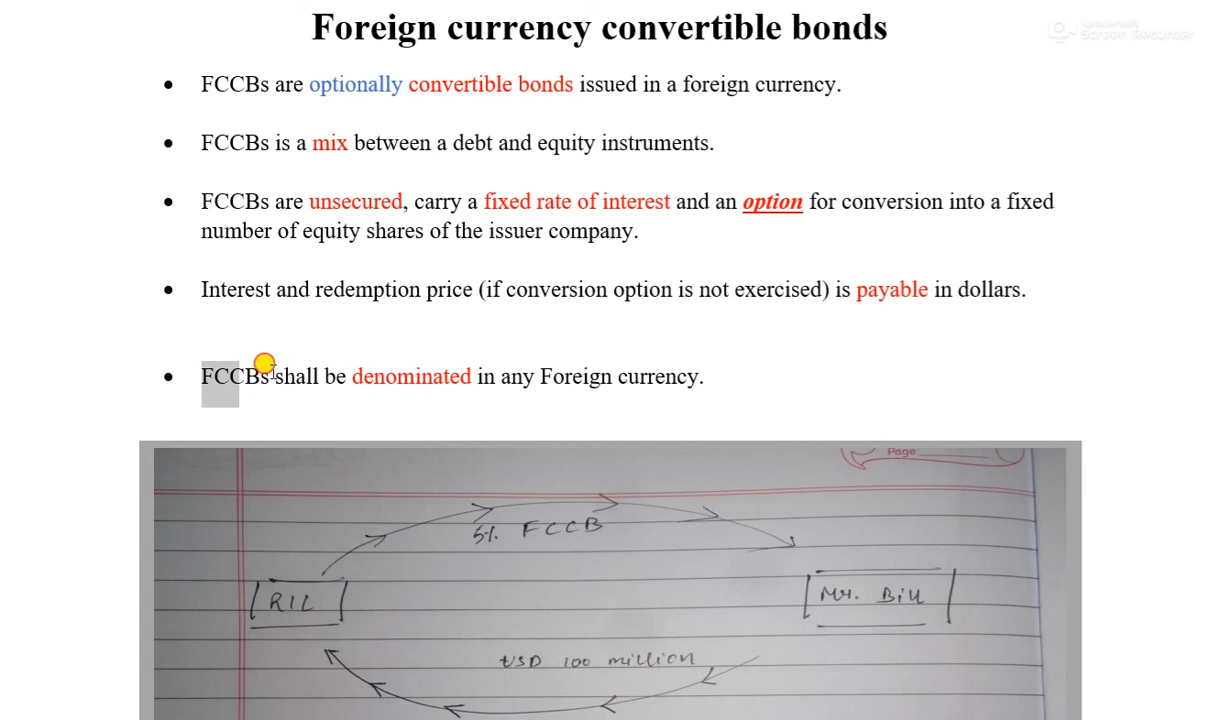 Foreign currency convertible bonds
Screen Recorder
• FCCBs are optionally convertible bonds issued in a foreign currency.
• FCCBs is a mix between a debt and equity instruments.
• FCCBs are unsecured, carry a fixed rate of interest and an option for conversion into a fixed
number of equity shares of the issuer company.
• Interest and redemption price (if conversion option is not exercised) is payable in dollars.
• FCCBs shall be denominated in any Foreign currency.
Page
5% FCCB
RIL
Mr. Bill
USD 100 million